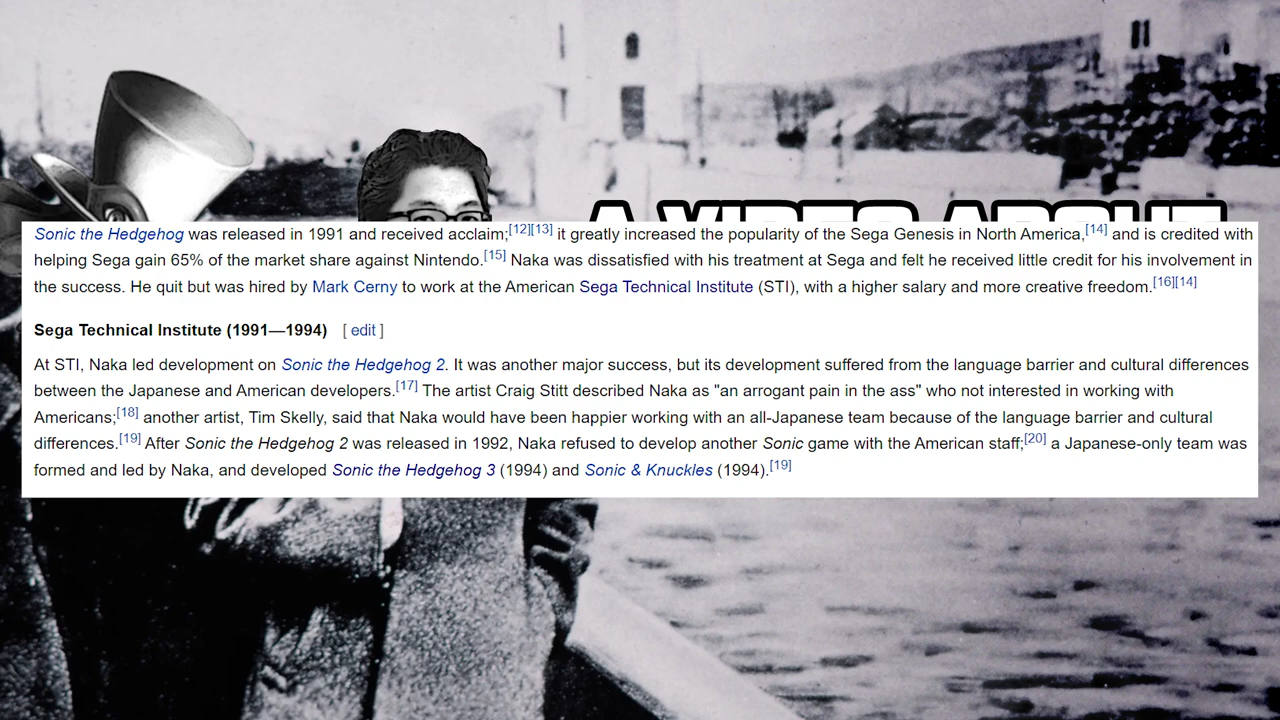 A VIDEO ABOUT
Sonic the Hedgehog was released in 1991 and received acclaim;[12][13] it greatly increased the popularity of the Sega Genesis in North America,[14] and is credited with
helping Sega gain 65% of the market share against Nintendo.[15] Naka was dissatisfied with his treatment at Sega and felt he received little credit for his involvement in
the success. He quit but was hired by Mark Cerny to work at the American Sega Technical Institute (STI), with a higher salary and more creative freedom.[16][14]
Sega Technical Institute (1991—1994) [ edit ]
At STI, Naka led development on Sonic the Hedgehog 2. It was another major success, but its development suffered from the language barrier and cultural differences
between the Japanese and American developers.[17] The artist Craig Stitt described Naka as "an arrogant pain in the ass" who not interested in working with
Americans;[18] another artist, Tim Skelly, said that Naka would have been happier working with an all-Japanese team because of the language barrier and cultural
differences.[19] After Sonic the Hedgehog 2 was released in 1992, Naka refused to develop another Sonic game with the American staff;[20] a Japanese-only team was
formed and led by Naka, and developed Sonic the Hedgehog 3 (1994) and Sonic & Knuckles (1994).[19]